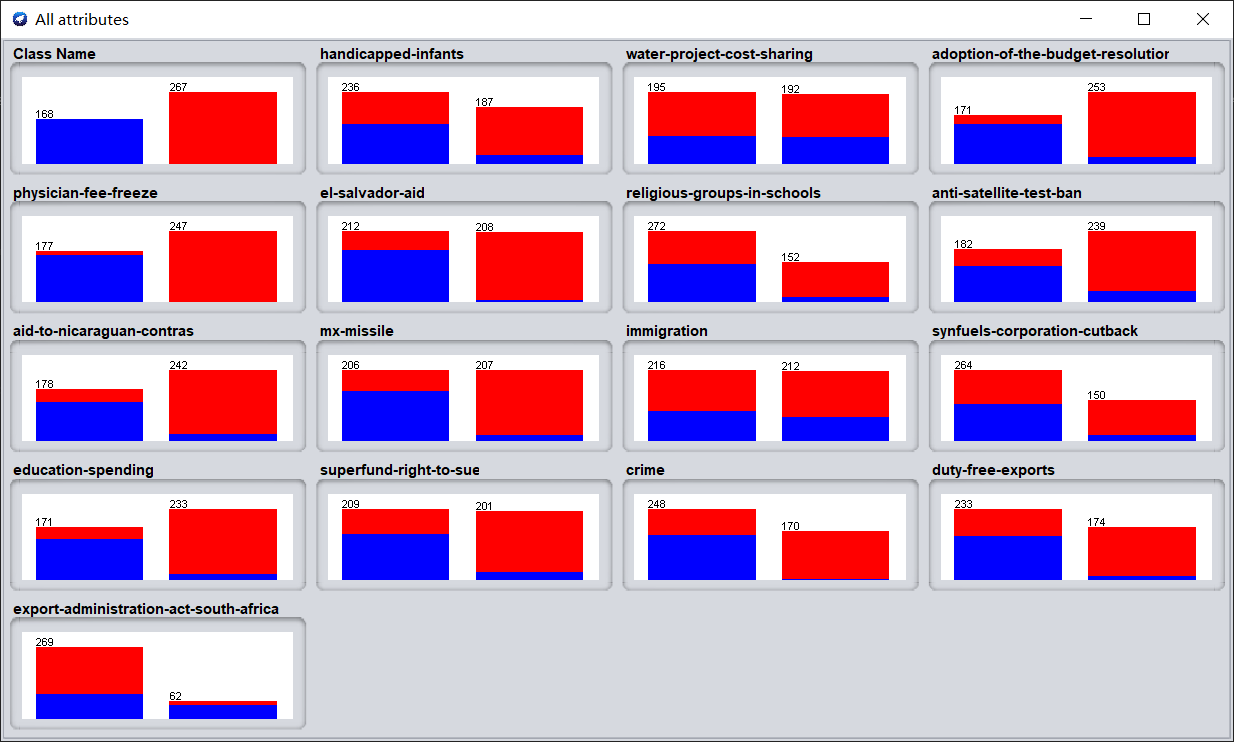 All attributes
Class Name
168
267
handicapped-infants
236
187
water-project-cost-sharing
195
192
adoption-of-the-budget-resolution
171
253
physician-fee-freeze
177
247
el-salvador-aid
212
208
religious-groups-in-schools
272
152
anti-satellite-test-ban
182
239
aid-to-nicaraguan-contras
178
242
mx-missile
206
207
immigration
216
212
synfuels-corporation-cutback
264
150
education-spending
171
233
superfund-right-to-sue
209
201
crime
248
170
duty-free-exports
233
174
export-administration-act-south-africa
269
62